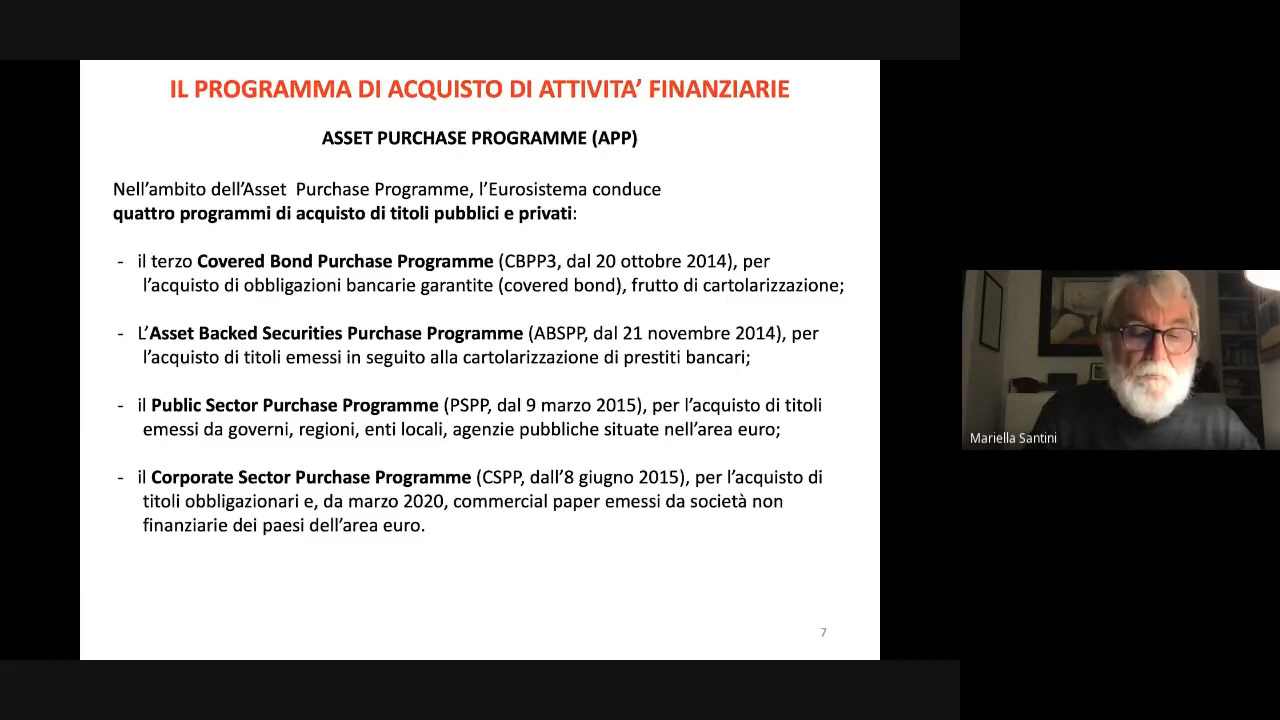 IL PROGRAMMA DI ACQUISTO DI ATTIVITA’ FINANZIARIE
ASSET PURCHASE PROGRAMME (APP)
Nell’ambito dell’Asset Purchase Programme, l’Eurosistema conduce
quattro programmi di acquisto di titoli pubblici e privati:
- il terzo Covered Bond Purchase Programme (CBPP3, dal 20 ottobre 2014), per
l’acquisto di obbligazioni bancarie garantite (covered bond), frutto di cartolarizzazione;
- L’Asset Backed Securities Purchase Programme (ABSPP, dal 21 novembre 2014), per
l’acquisto di titoli emessi in seguito alla cartolarizzazione di prestiti bancari;
- il Public Sector Purchase Programme (PSPP, dal 9 marzo 2015), per l’acquisto di titoli
emessi da governi, regioni, enti locali, agenzie pubbliche situate nell’area euro;
- il Corporate Sector Purchase Programme (CSPP, dall’8 giugno 2015), per l’acquisto di
titoli obbligazionari e, da marzo 2020, commercial paper emessi da società non
finanziarie dei paesi dell’area euro.
7
Mariella Santini